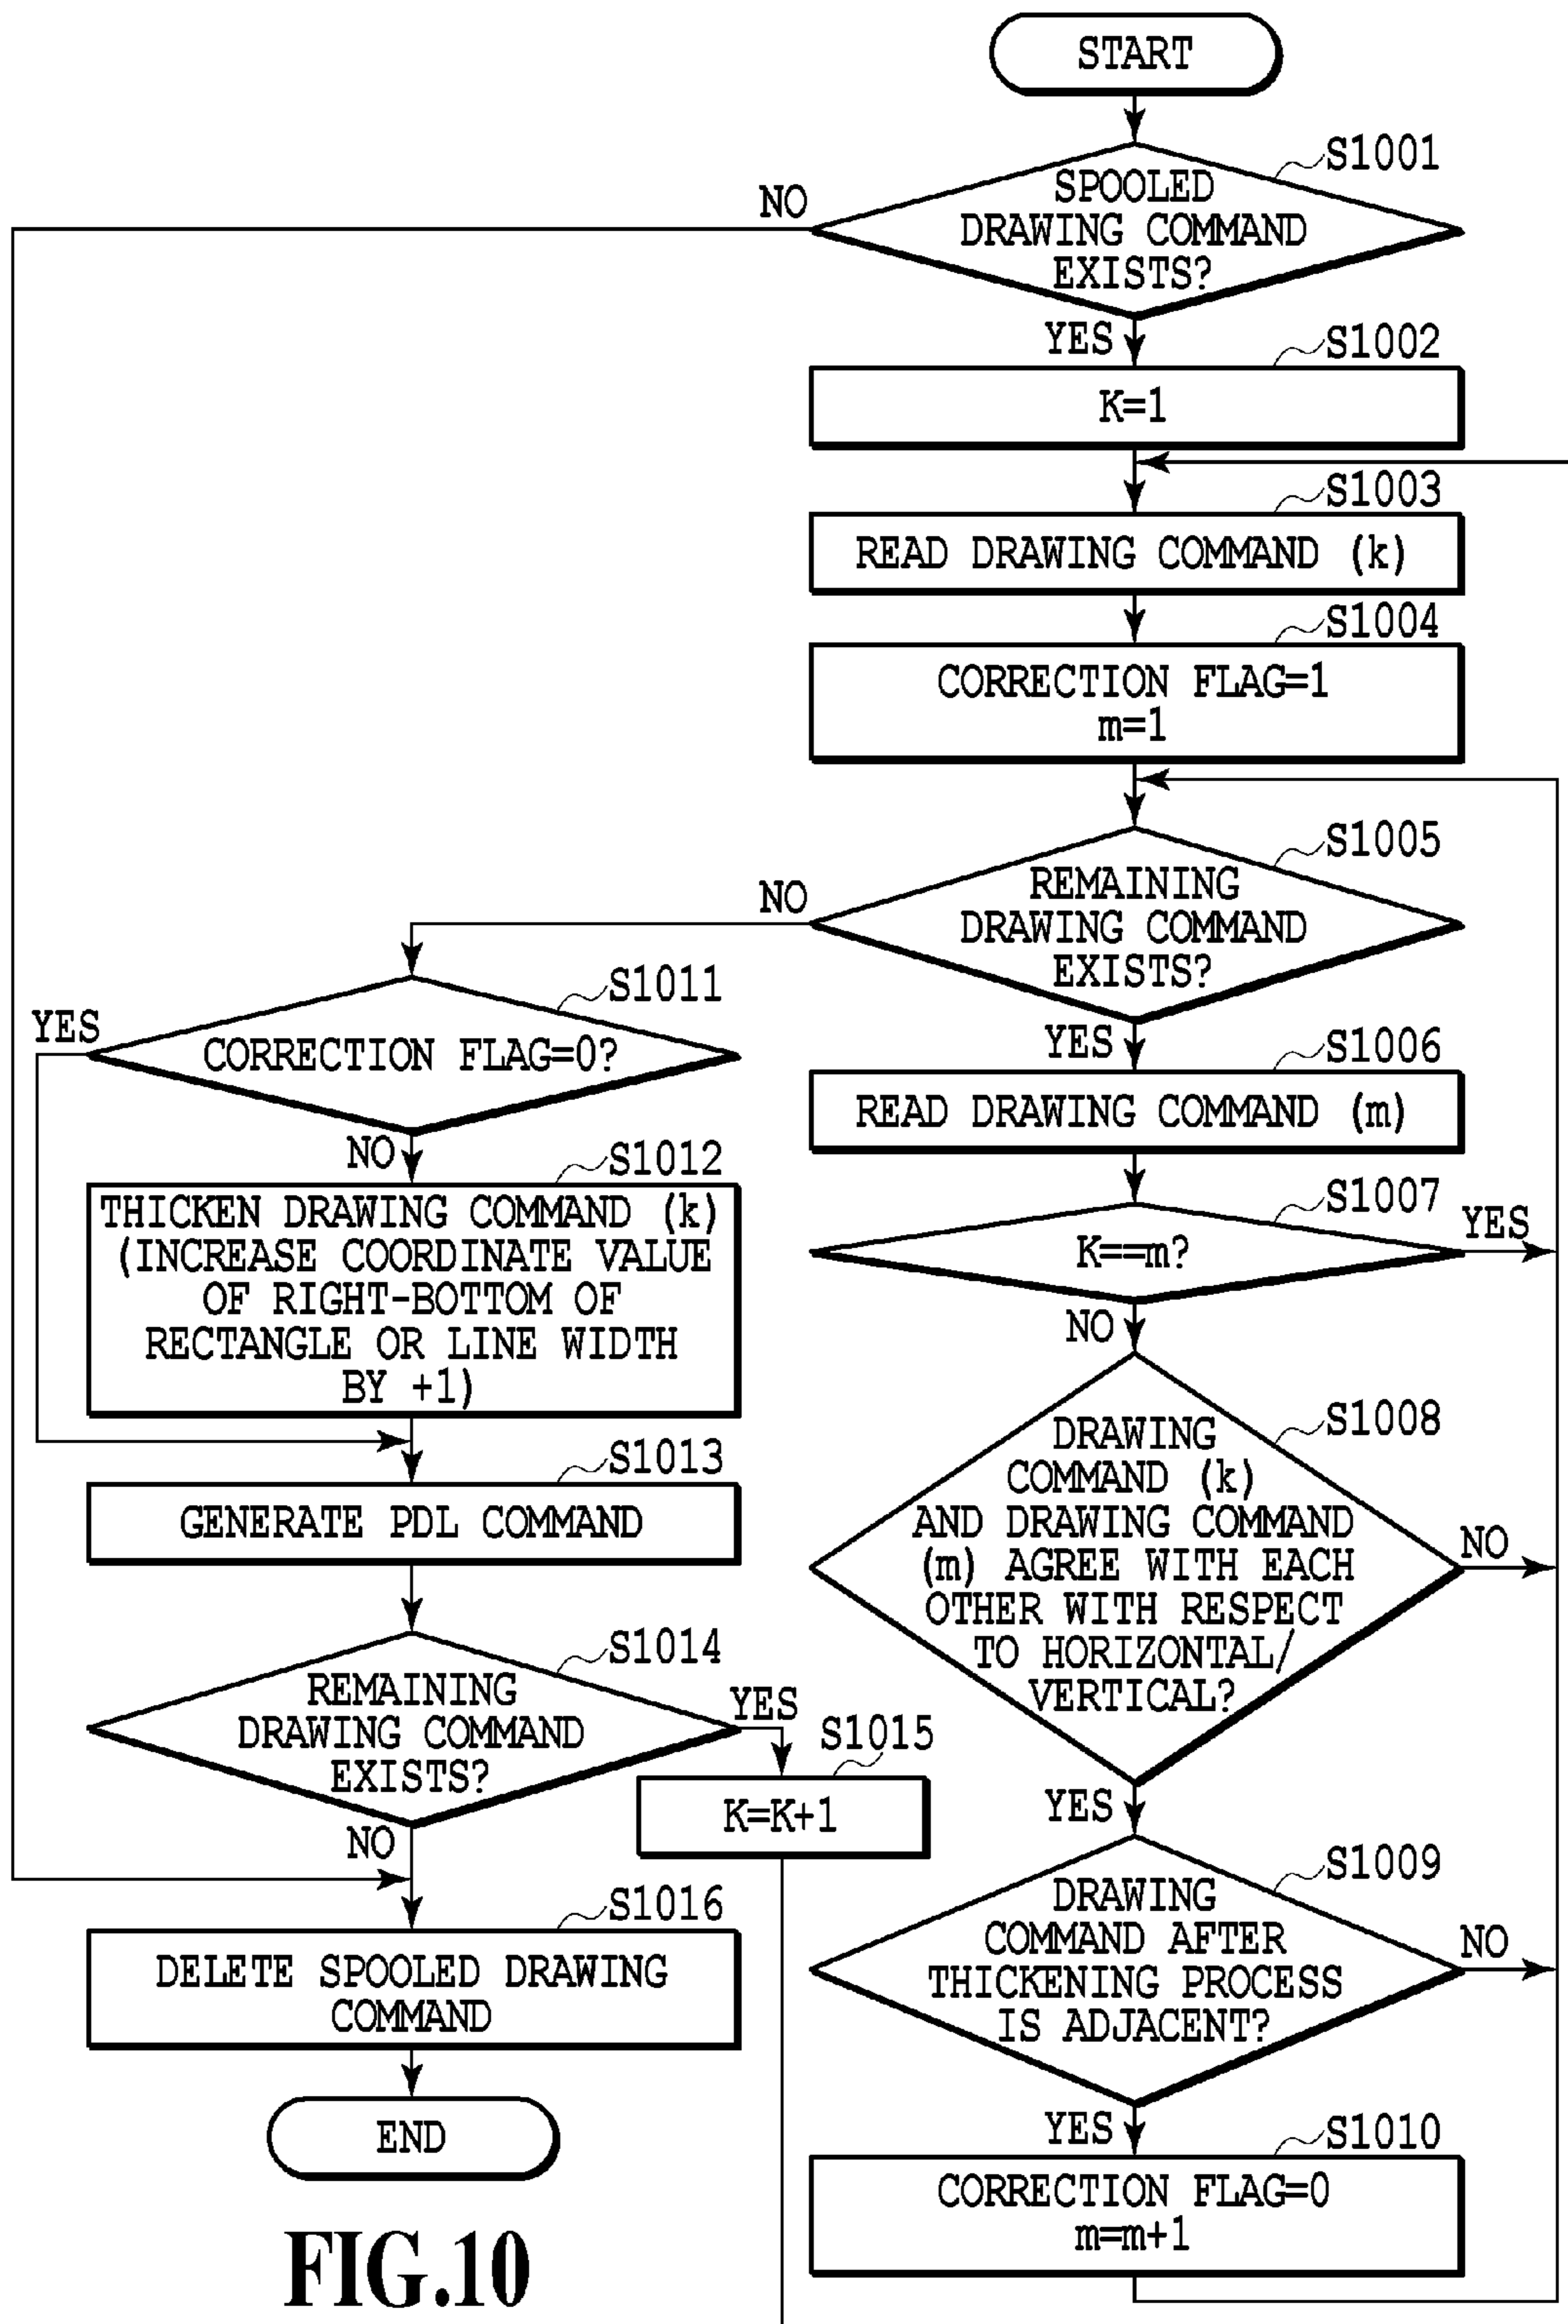 START
S1001
SPOOLED
DRAWING COMMAND
EXISTS?
NO
YES
S1002
K=1
S1003
READ DRAWING COMMAND (k)
S1004
CORRECTION FLAG=1
m=1
S1005
REMAINING
DRAWING COMMAND
EXISTS?
NO
YES
S1006
READ DRAWING COMMAND (m)
S1007
K==m?
YES
NO
S1008
DRAWING
COMMAND (k)
AND DRAWING COMMAND
(m) AGREE WITH EACH
OTHER WITH RESPECT
TO HORIZONTAL/
VERTICAL?
NO
YES
S1009
DRAWING
COMMAND AFTER
THICKENING PROCESS
IS ADJACENT?
NO
YES
S1010
CORRECTION FLAG=0
m=m+1
S1011
CORRECTION FLAG=0?
YES
NO
S1012
THICKEN DRAWING COMMAND (k)
(INCREASE COORDINATE VALUE
OF RIGHT-BOTTOM OF
RECTANGLE OR LINE WIDTH
BY +1)
S1013
GENERATE PDL COMMAND
S1014
REMAINING
DRAWING COMMAND
EXISTS?
YES
NO
S1015
K=K+1
S1016
DELETE SPOOLED DRAWING
COMMAND
END
FIG.10